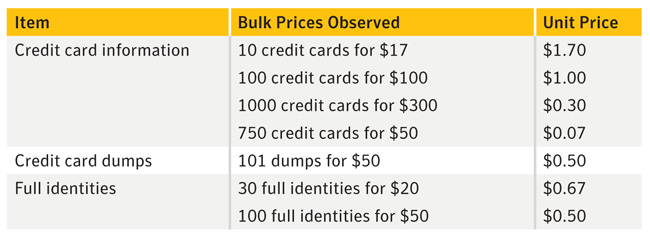 Item Bulk Prices Observed Unit Price
Credit card information 10 credit cards for $17 $1.70
100 credit cards for $100 $1.00
1000 credit cards for $300 $0.30
750 credit cards for $50 $0.07
Credit card dumps 101 dumps for $50 $0.50
Full identities 30 full identities for $20 $0.67
100 full identities for $50 $0.50